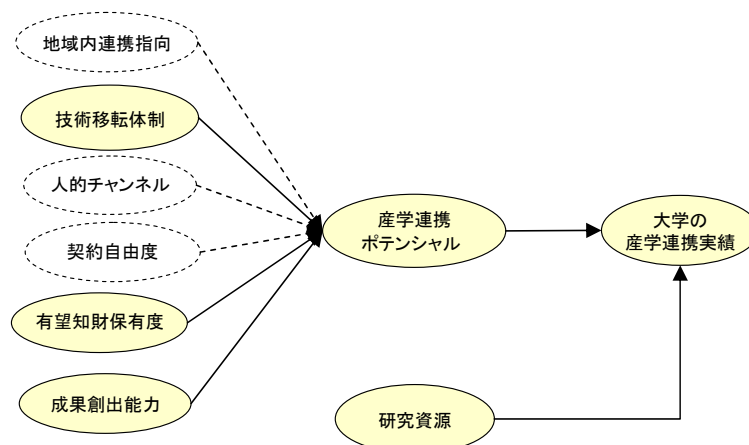 地域内連携指向
技術移転体制
人的チャンネル
契約自由度
有望知財保有度
成果創出能力
産学連携
ポテンシャル
研究資源
大学の
産学連携実績